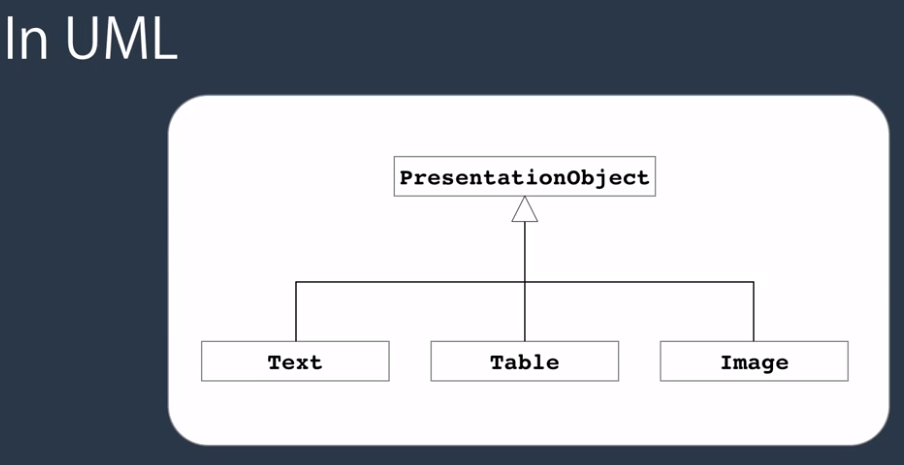 In UML
PresentationObject
Text
Table
Image